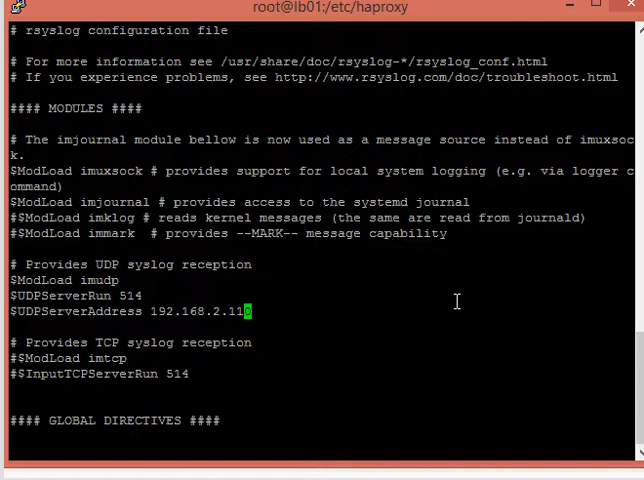 root@lb01:/etc/haproxy
# rsyslog configuration file
# For more information see /usr/share/doc/rsyslog-*/rsyslog_conf.html
# If you experience problems, see http://www.rsyslog.com/doc/troubleshoot.html
#### MODULES ####
# The imjournal module bellow is now used as a message source instead of imuxsoc
k.
$ModLoad imuxsock # provides support for local system logging (e.g. via logger c
ommand)
$ModLoad imjournal # provides access to the systemd journal
#$ModLoad imklog # reads kernel messages (the same are read from journald)
#$ModLoad immark  # provides --MARK-- message capability
# Provides UDP syslog reception
$ModLoad imudp
$UDPServerRun 514
$UDPServerAddress 192.168.2.110
# Provides TCP syslog reception
#$ModLoad imtcp
#$InputTCPServerRun 514
#### GLOBAL DIRECTIVES ####